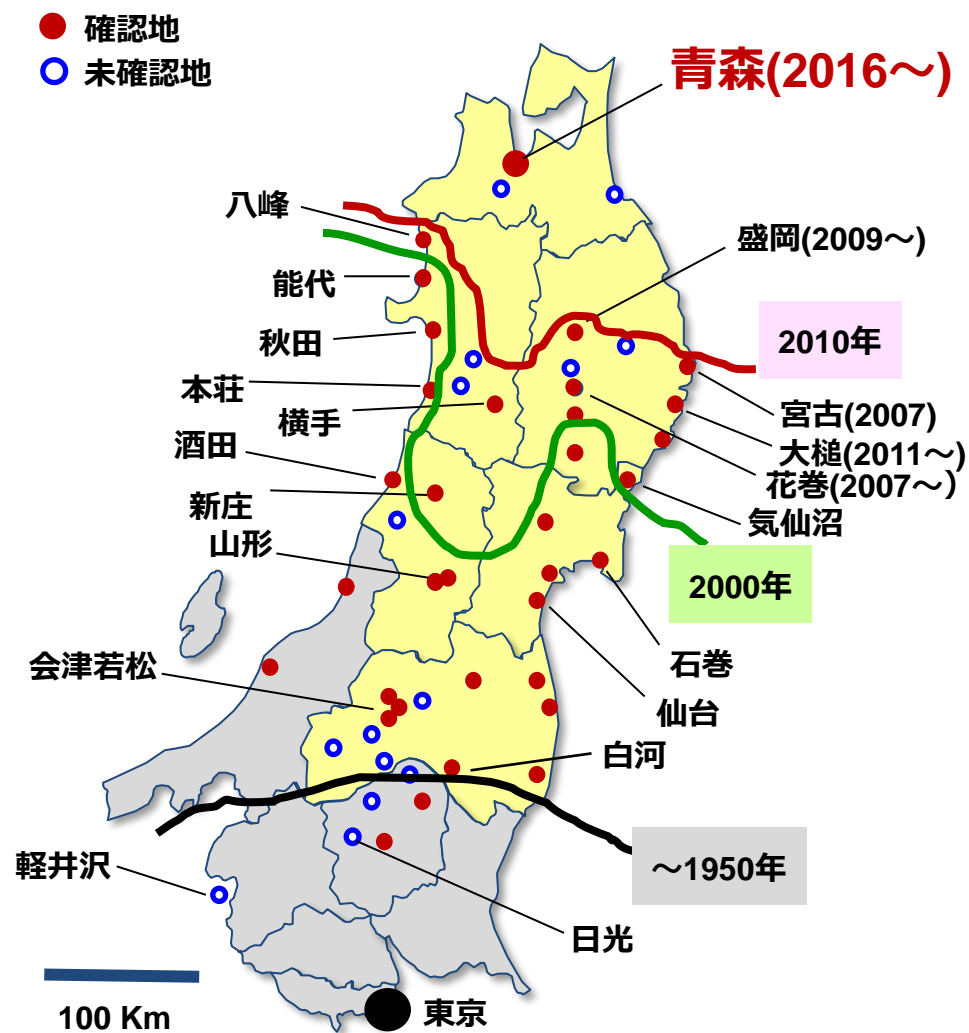 確認地
未確認地
青森(2016～)
八峰
盛岡(2009～)
能代
秋田
2010年
本荘
横手
宮古(2007)
酒田
大槌(2011～)
新庄
花巻(2007～）
気仙沼
山形
2000年
会津若松
石巻
仙台
白河
軽井沢
～1950年
日光
100 Km
東京